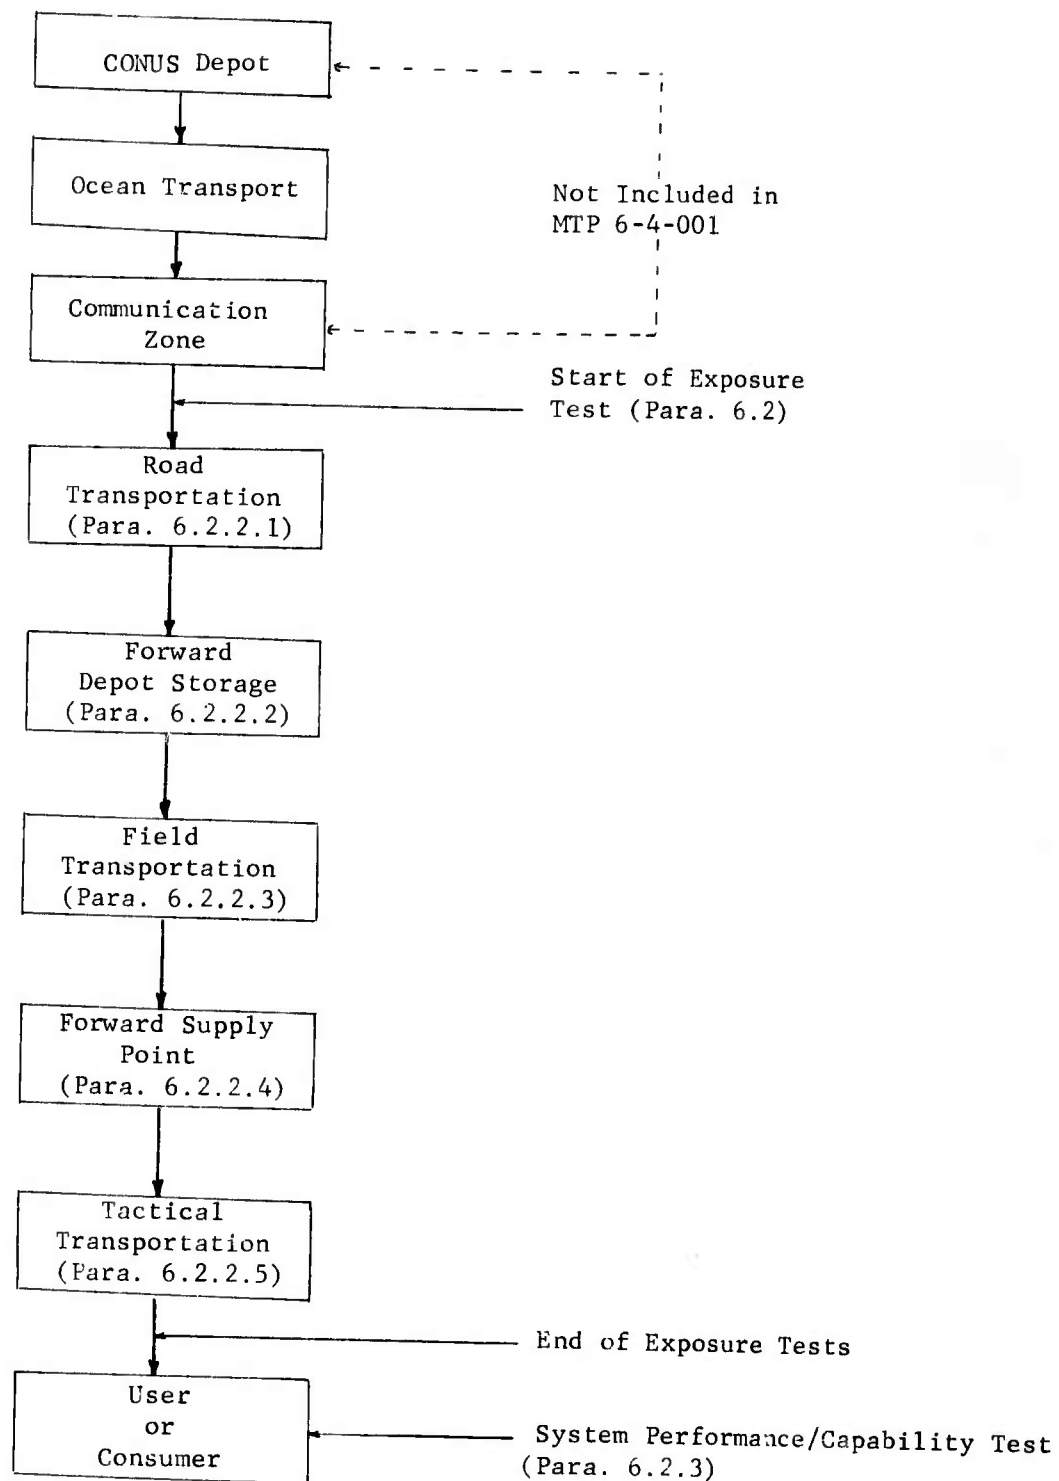 CONUS Depot
Ocean Transport
Not Included in
MTP 6-4-001
Communication
Zone
Start of Exposure
Test (Para. 6.2)
Road
Transportation
(Para. 6.2.2.1)
Forward
Depot Storage
(Para. 6.2.2.2)
Field
Transportation
(Para. 6.2.2.3)
Forward Supply
Point
(Para. 6.2.2.4)
Tactical
Transportation
(Para. 6.2.2.5)
End of Exposure Tests
User
or
Consumer
System Performance/Capability Test
(Para. 6.2.3)